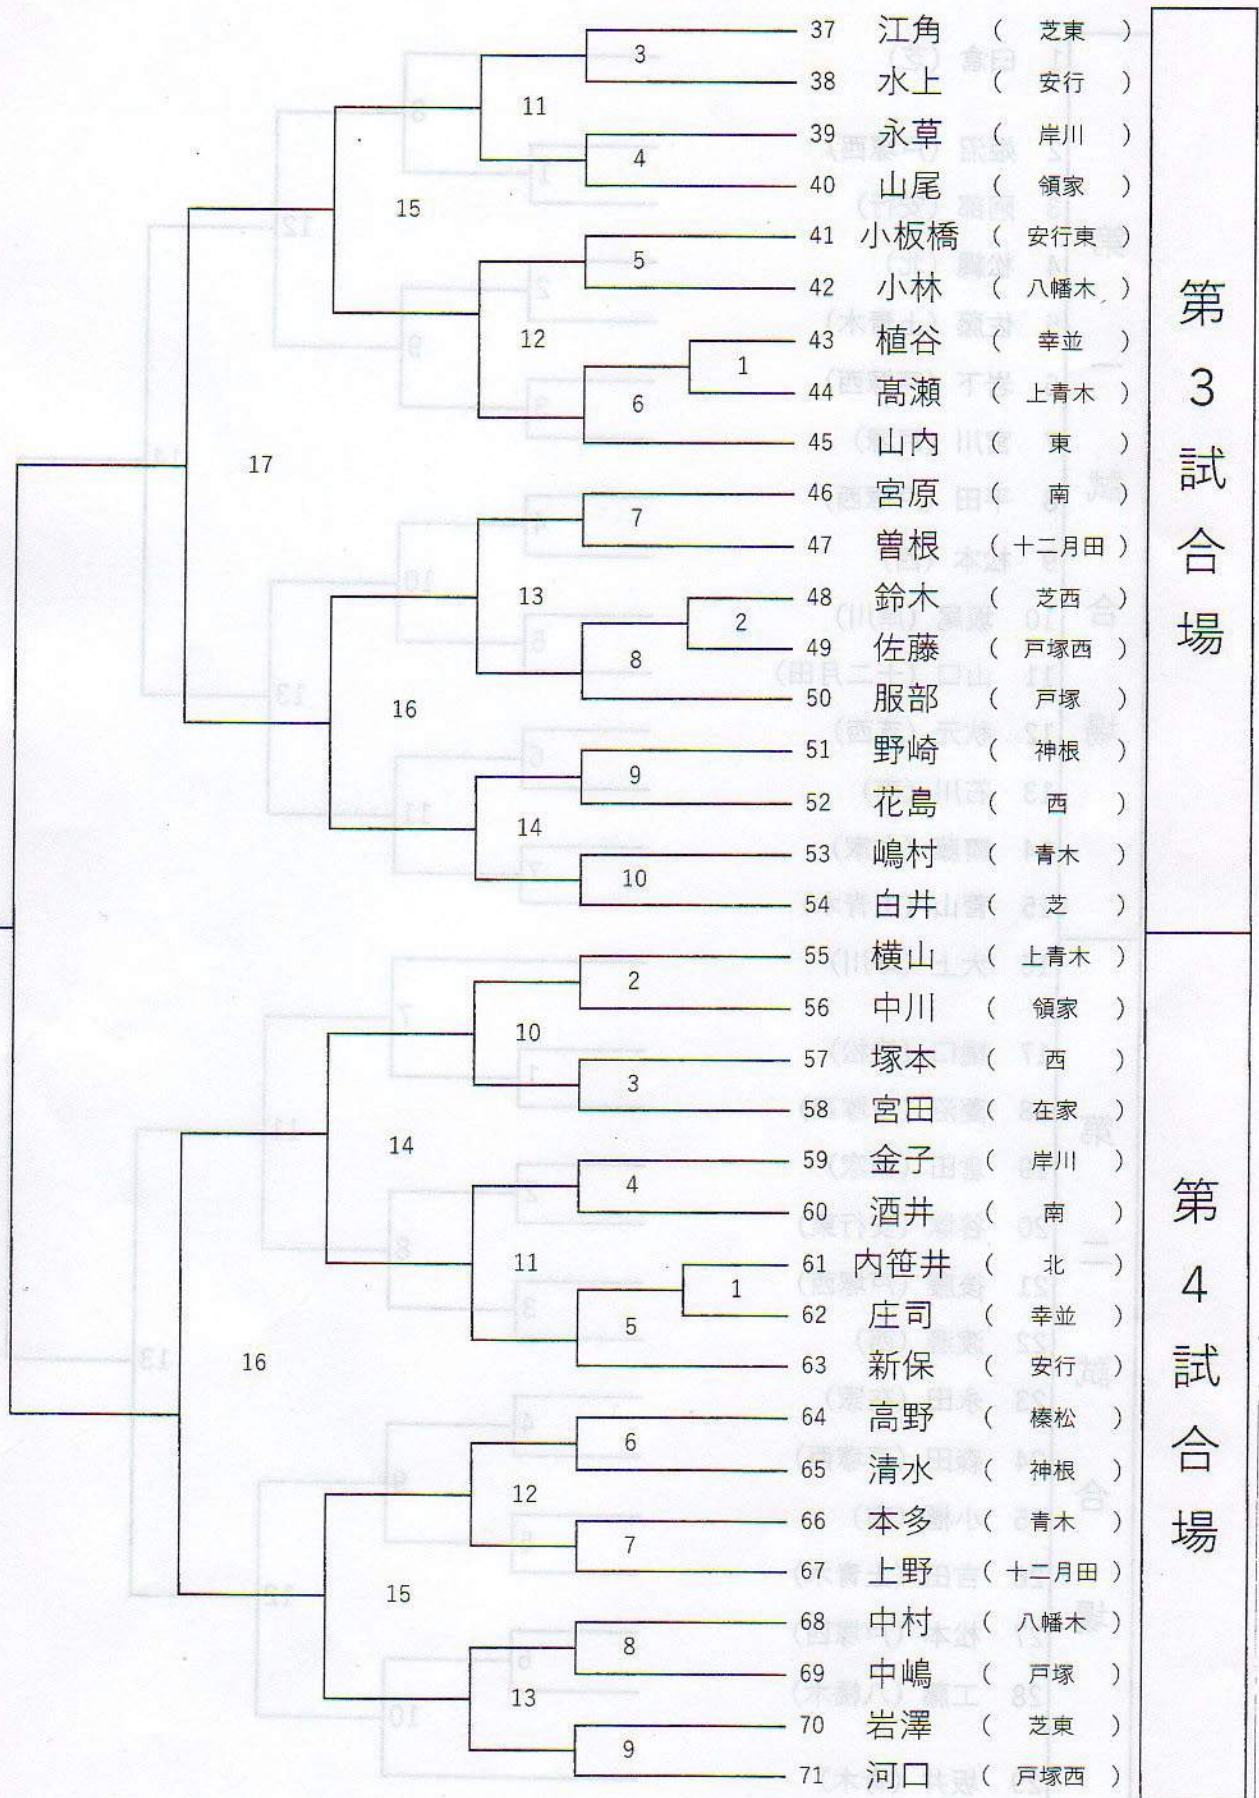 37 江角 ( 芝東 )
3
38 水上 ( 安行 )
11
39 永草 ( 岸川 )
4
40 山尾 ( 領家 )
15
41 小板橋 ( 安行東 )
5
42 小林 ( 八幡木 )
12
43 植谷 ( 幸並 )
1
44 髙瀬 ( 上青木 )
6
45 山内 ( 東 )
17
46 宮原 ( 南 )
7
47 曽根 ( 十二月田 )
13
48 鈴木 ( 芝西 )
2
49 佐藤 ( 戸塚西 )
8
50 服部 ( 戸塚 )
16
51 野崎 ( 神根 )
9
52 花島 ( 西 )
14
53 嶋村 ( 青木 )
10
54 白井 ( 芝 )
第3試合場
55 横山 ( 上青木 )
2
56 中川 ( 領家 )
10
57 塚本 ( 西 )
3
58 宮田 ( 在家 )
14
59 金子 ( 岸川 )
4
60 酒井 ( 南 )
11
61 内笹井 ( 北 )
1
62 庄司 ( 幸並 )
5
63 新保 ( 安行 )
16
64 高野 ( 榛松 )
6
65 清水 ( 神根 )
12
66 本多 ( 青木 )
7
67 上野 ( 十二月田 )
15
68 中村 ( 八幡木 )
8
69 中嶋 ( 戸塚 )
13
70 岩澤 ( 芝東 )
9
71 河口 ( 戸塚西 )
第4試合場